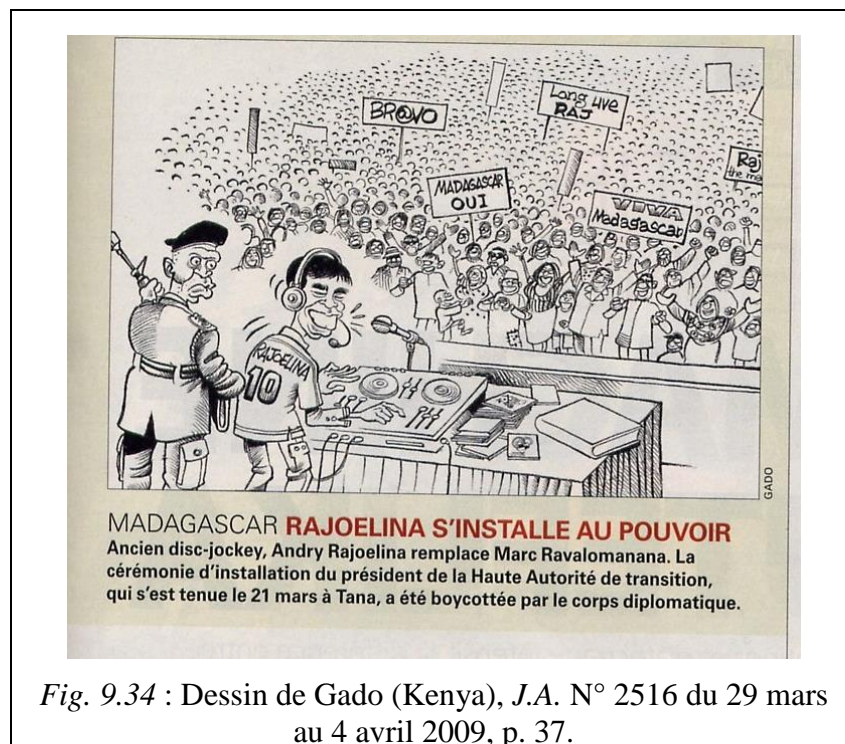 BR@VO
Long Live
RAJ
Raj
MADAGASCAR
OUI
VIVA
Madagascar
RAJOELINA
10
GADO
MADAGASCAR RAJOELINA S'INSTALLE AU POUVOIR
Ancien disc-jockey, Andry Rajoelina remplace Marc Ravalomanana. La
cérémonie d'installation du président de la Haute Autorité de transition,
qui s'est tenue le 21 mars à Tana, a été boycottée par le corps diplomatique.
Fig. 9.34 : Dessin de Gado (Kenya), J.A. N° 2516 du 29 mars
au 4 avril 2009, p. 37.